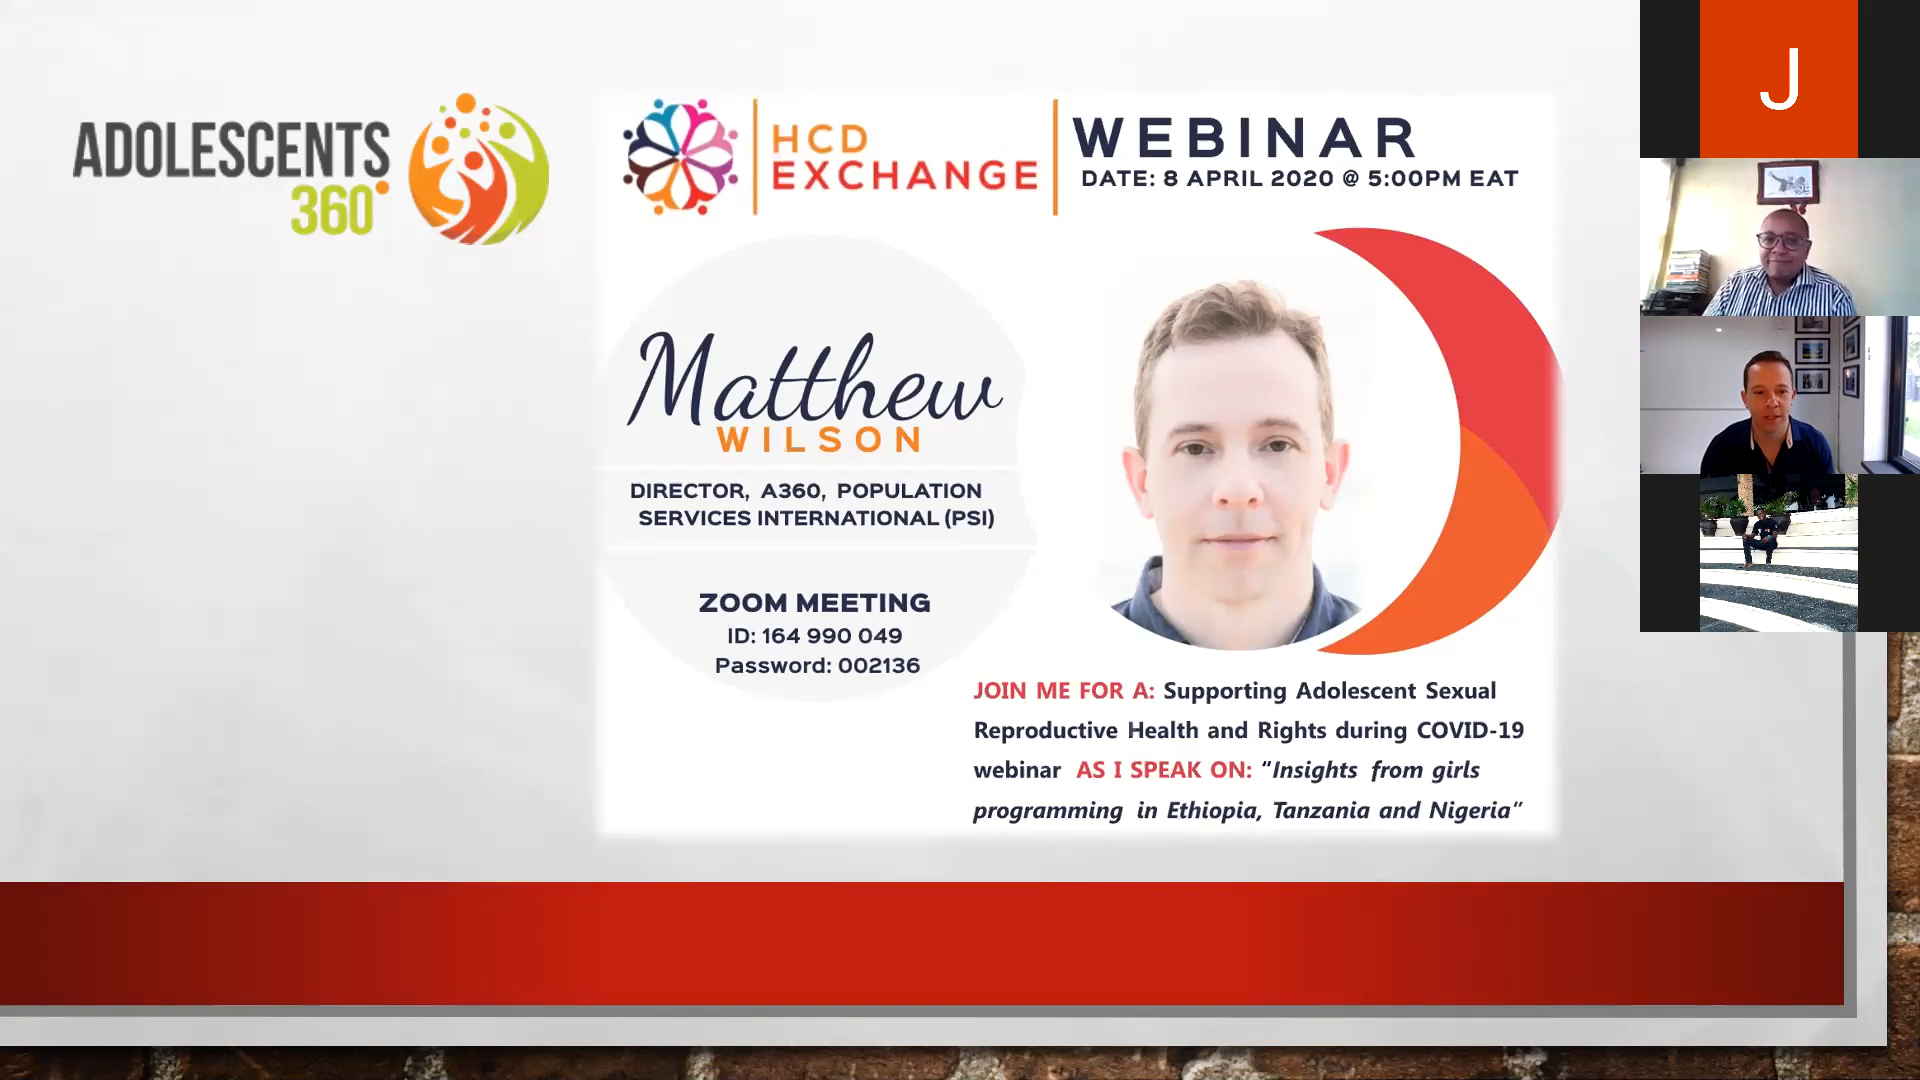 ADOLESCENTS
360
HCD
EXCHANGE
WEBINAR
DATE: 8 APRIL 2020 @ 5:00PM EAT
Matthew
WILSON
DIRECTOR, A360, POPULATION
SERVICES INTERNATIONAL (PSI)
ZOOM MEETING
ID: 164 990 049
Password: 002136
JOIN ME FOR A: Supporting Adolescent Sexual
Reproductive Health and Rights during COVID-19
webinar AS I SPEAK ON: “Insights from girls
programming in Ethiopia, Tanzania and Nigeria”
J